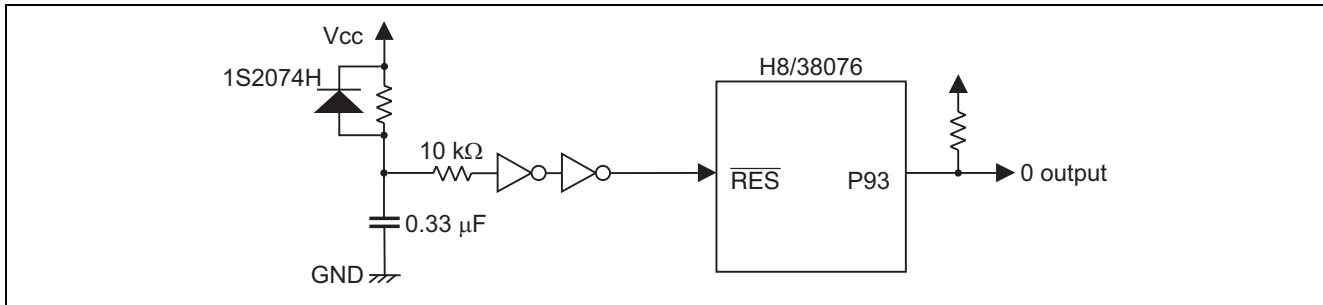 Vcc
1S2074H
H8/38076
10 kΩ
RES
P93
0 output
0.33 μF
GND